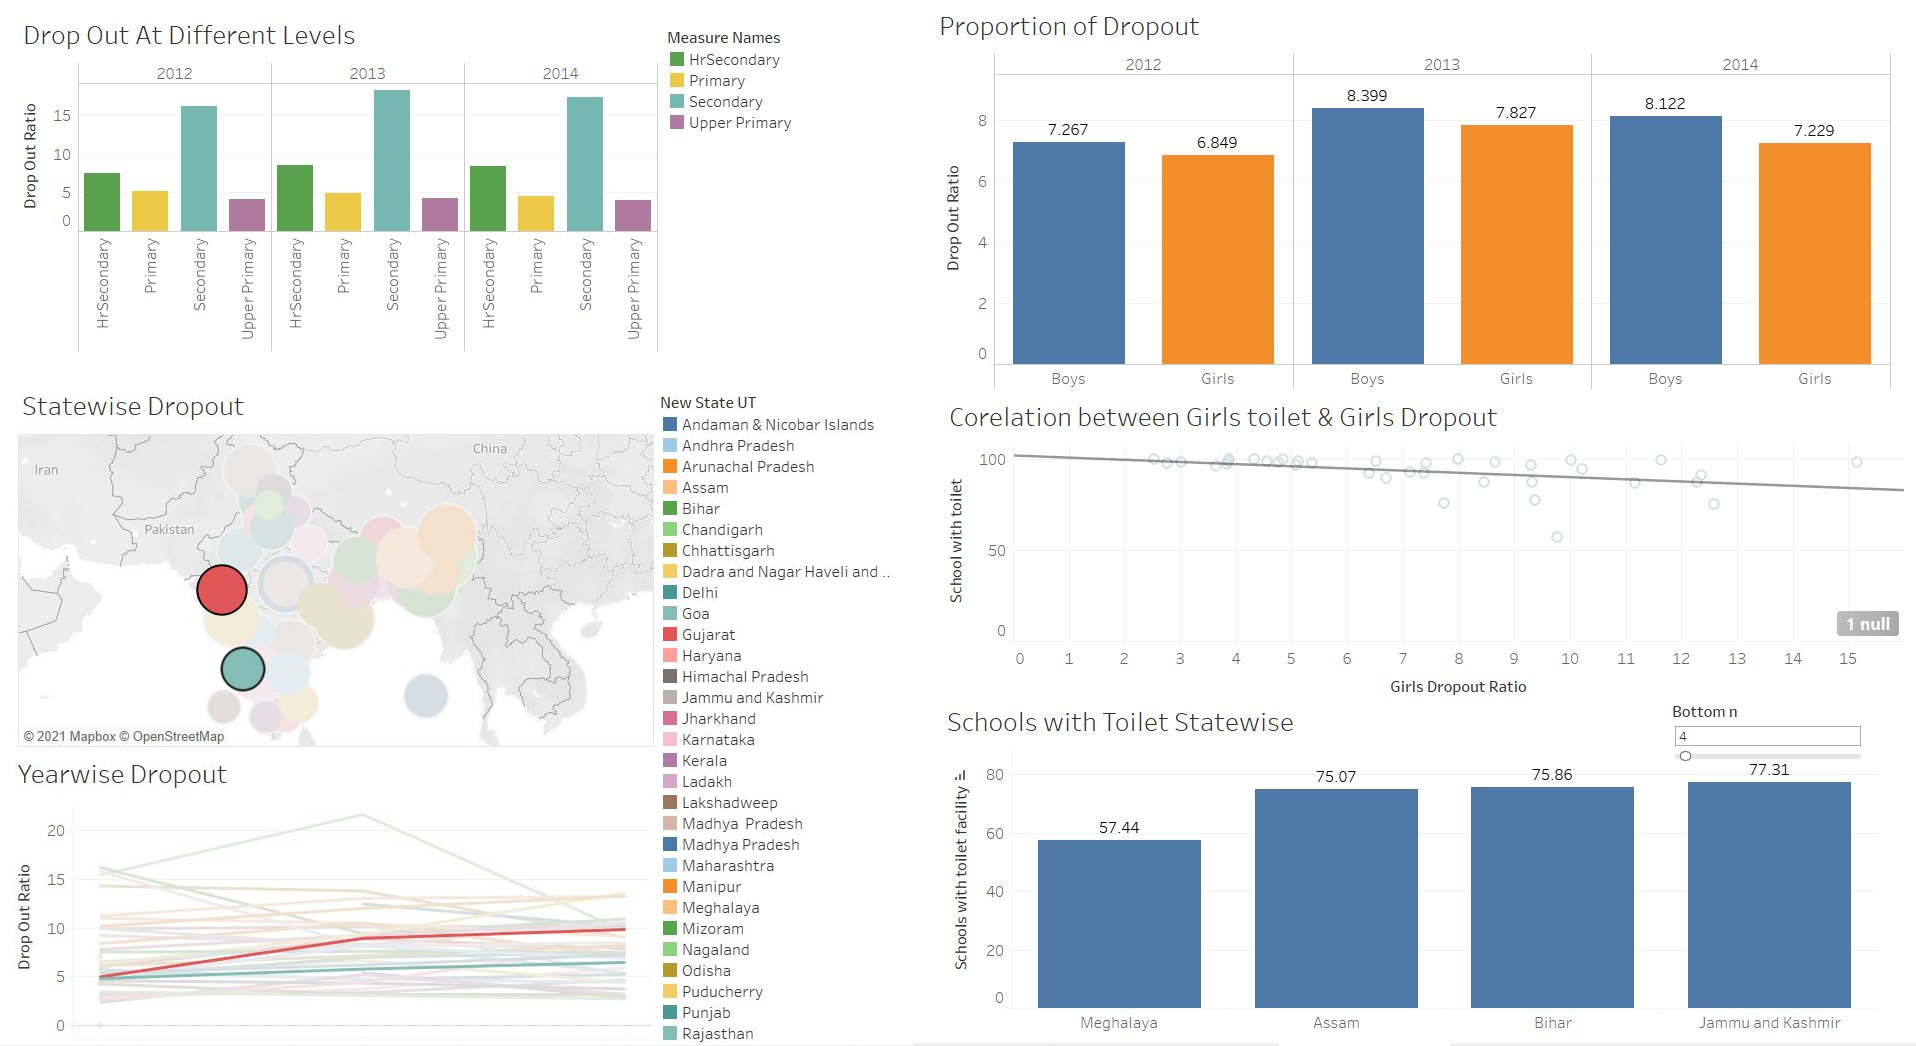 Drop Out At Different Levels
Measure Names
HrSecondary
Primary
Secondary
Upper Primary
2012
2013
2014
Drop Out Ratio
15
10
5
0
HrSecondary
Primary
Secondary
Upper Primary
HrSecondary
Primary
Secondary
Upper Primary
HrSecondary
Primary
Secondary
Upper Primary
Proportion of Dropout
2012
2013
2014
Drop Out Ratio
8
6
4
2
0
7.267
6.849
8.399
7.827
8.122
7.229
Boys
Girls
Boys
Girls
Boys
Girls
Statewise Dropout
Iran
China
Pakistan
© 2021 Mapbox © OpenStreetMap
New State UT
Andaman & Nicobar Islands
Andhra Pradesh
Arunachal Pradesh
Assam
Bihar
Chandigarh
Chhattisgarh
Dadra and Nagar Haveli and ..
Delhi
Goa
Gujarat
Haryana
Himachal Pradesh
Jammu and Kashmir
Jharkhand
Karnataka
Kerala
Ladakh
Lakshadweep
Madhya  Pradesh
Madhya Pradesh
Maharashtra
Manipur
Meghalaya
Mizoram
Nagaland
Odisha
Puducherry
Punjab
Rajasthan
Corelation between Girls toilet & Girls Dropout
School with toilet
100
50
0
1 null
0 1 2 3 4 5 6 7 8 9 10 11 12 13 14 15
Girls Dropout Ratio
Yearwise Dropout
Drop Out Ratio
20
15
10
5
0
Schools with Toilet Statewise
Bottom n
4
Schools with toilet facility
80
60
40
20
0
57.44
75.07
75.86
77.31
Meghalaya
Assam
Bihar
Jammu and Kashmir